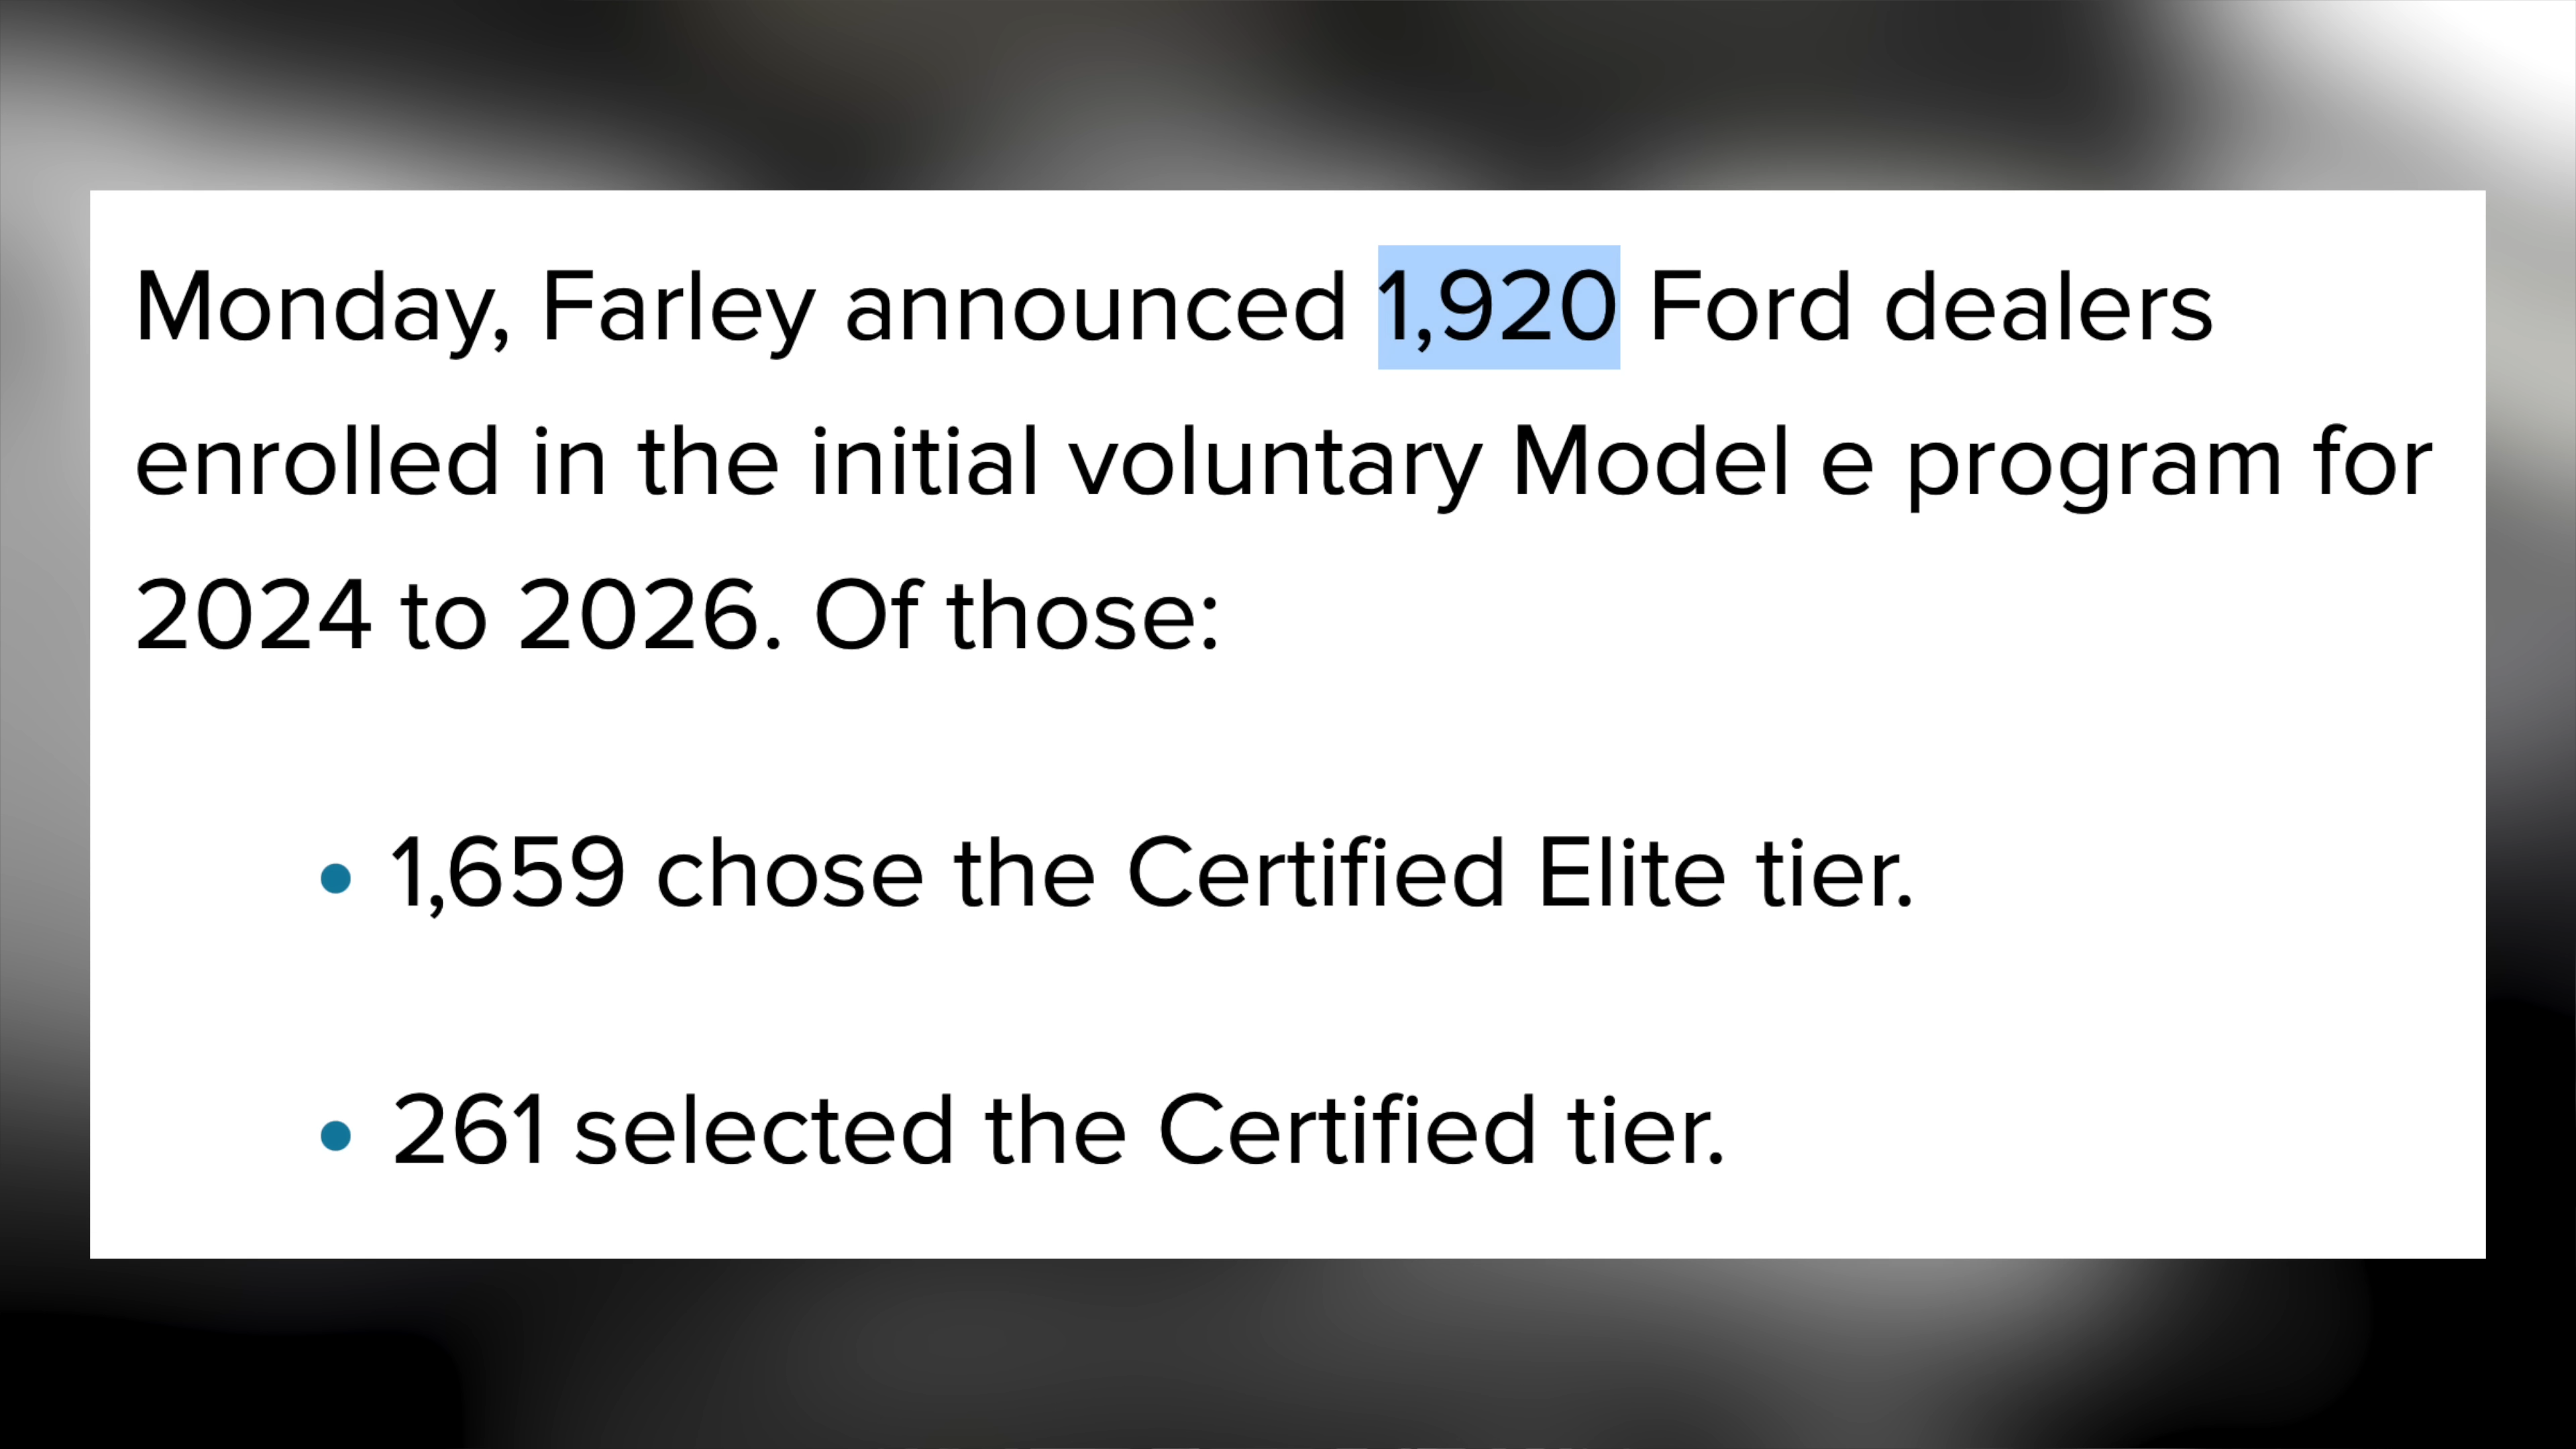 Monday, Farley announced 1,920 Ford dealers
enrolled in the initial voluntary Model e program for
2024 to 2026. Of those:
• 1,659 chose the Certified Elite tier.
• 261 selected the Certified tier.